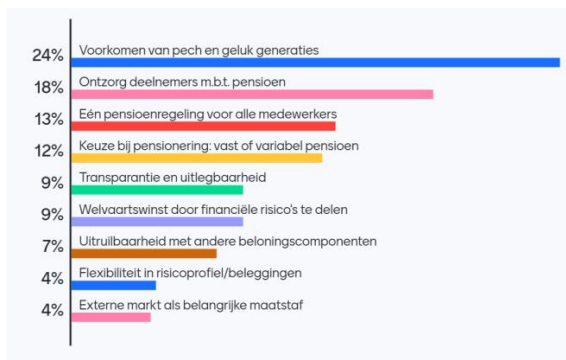 24% Voorkomen van pech en geluk generaties
18% Ontzorg deelnemers m.b.t. pensioen
13% Eén pensioenregeling voor alle medewerkers
12% Keuze bij pensionering: vast of variabel pensioen
9% Transparantie en uitlegbaarheid
9% Welvaartswinst door financiële risico's te delen
7% Uitruilbaarheid met andere beloningscomponenten
4% Flexibiliteit in risicoprofiel/beleggingen
4% Externe markt als belangrijke maatstaf